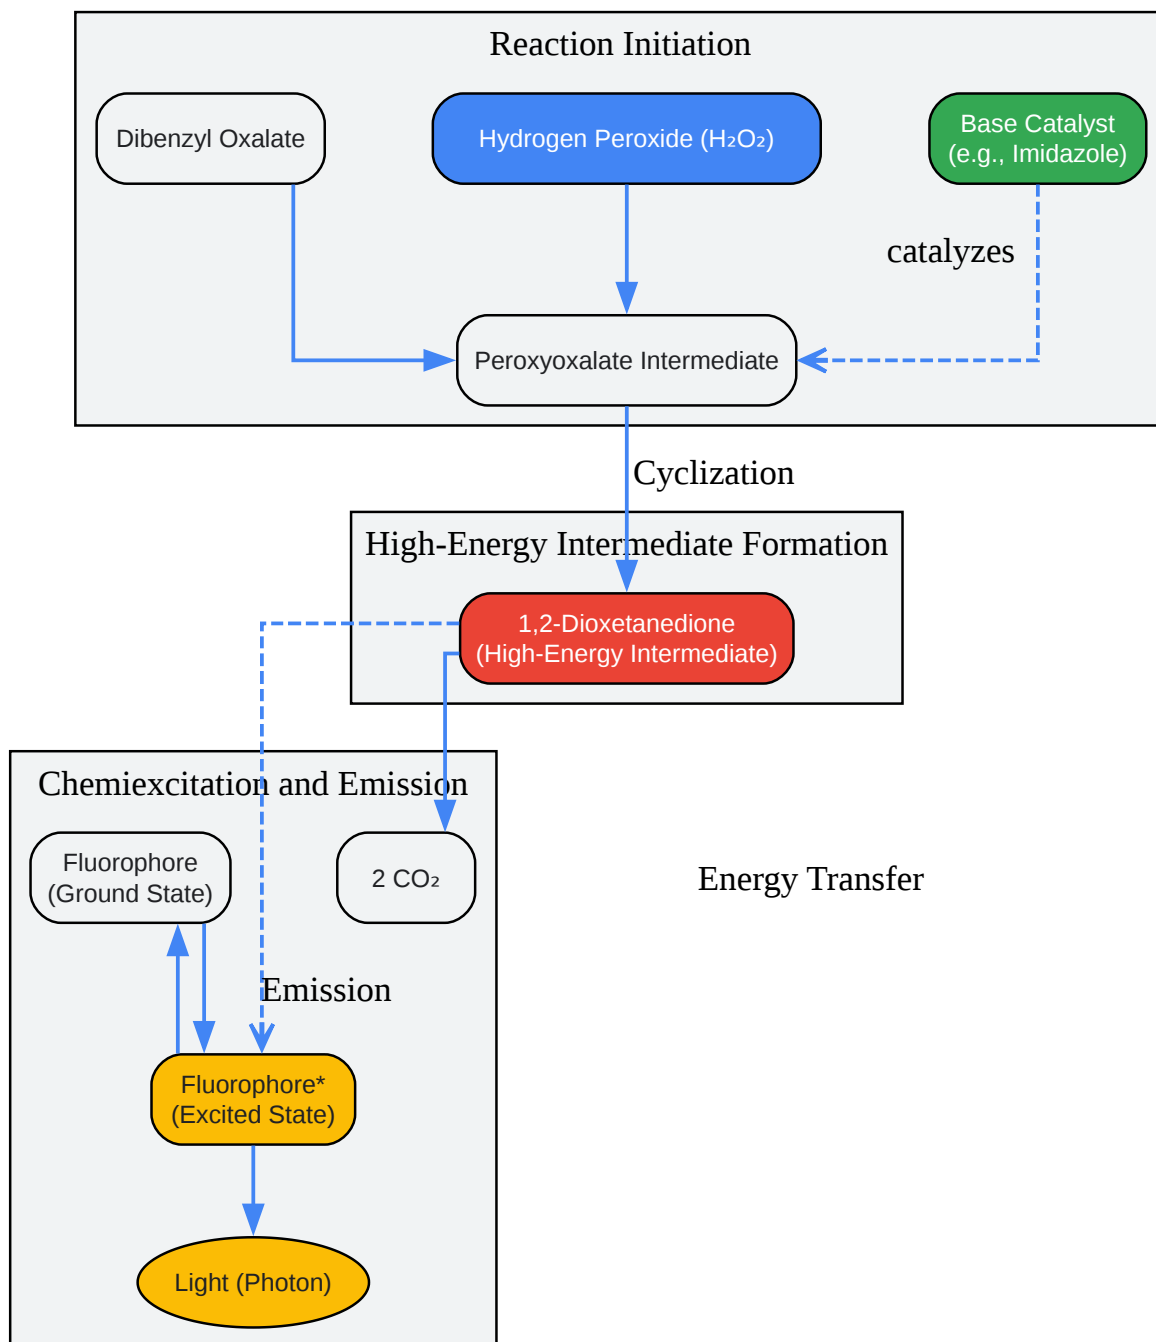 Reaction Initiation
Dibenzyl Oxalate
Hydrogen Peroxide (H₂O₂)
Base Catalyst
(e.g., Imidazole)
catalyzes
Peroxyoxalate Intermediate
Cyclization
High-Energy Intermediate Formation
1,2-Dioxetanedione
(High-Energy Intermediate)
Chemiexcitation and Emission
Fluorophore
(Ground State)
2 CO₂
Energy Transfer
Emission
Fluorophore*
(Excited State)
Light (Photon)